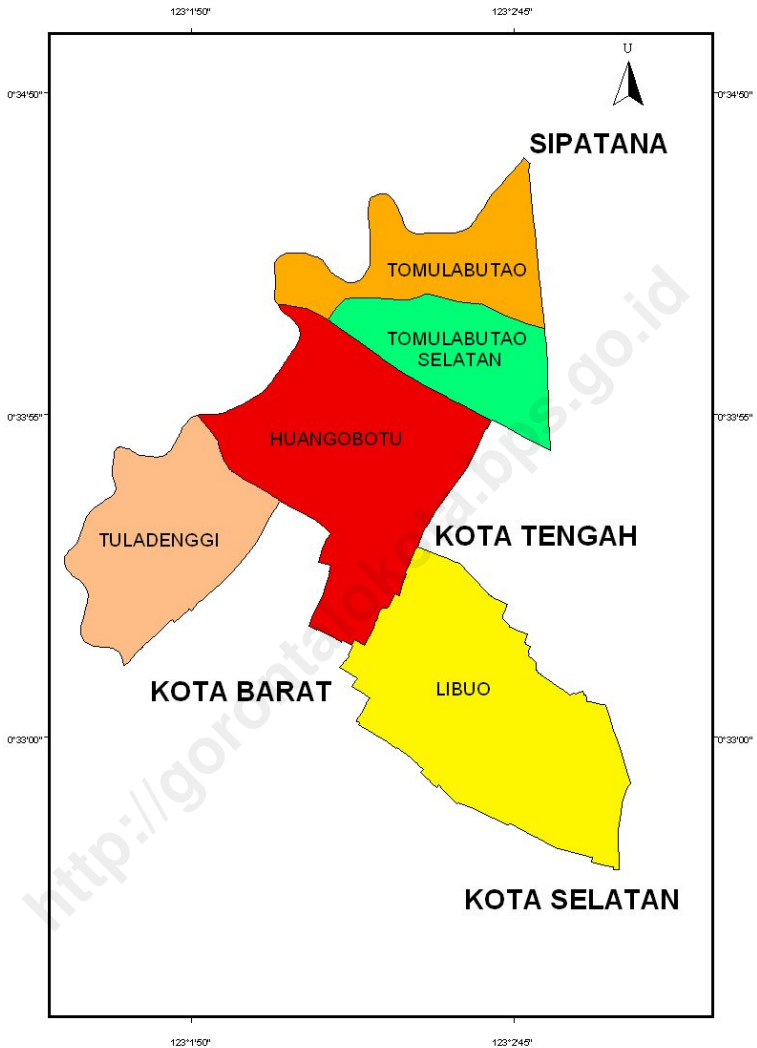 123°1'50"
123°2'45"
U
0°34'50"
0°34'50"
SIPATANA
TOMULABUTAO
TOMULABUTAO
SELATAN
0°33'55"
0°33'55"
HUANGOBOTU
KOTA TENGAH
TULADENGGI
KOTA BARAT
LIBUO
0°33'00"
0°33'00"
KOTA SELATAN
http://gorontalokota.bps.go.id
123°1'50"
123°2'45"